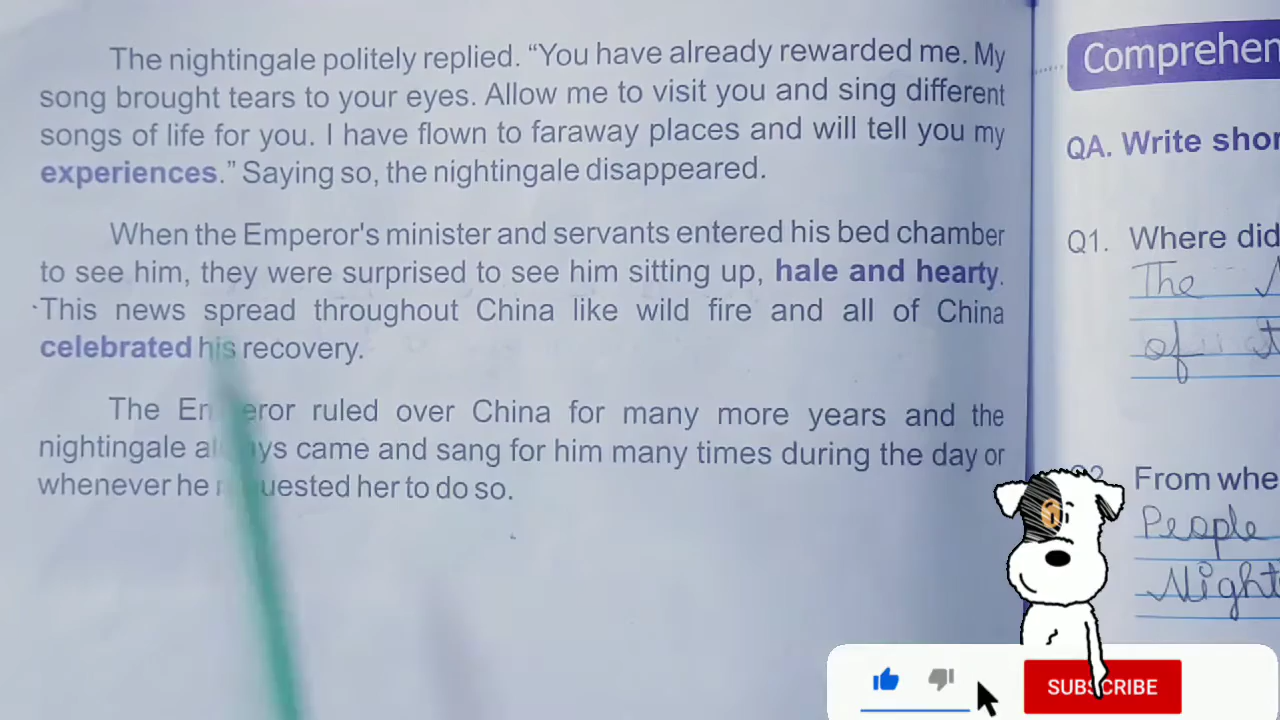 The nightingale politely replied. “You have already rewarded me. My
song brought tears to your eyes. Allow me to visit you and sing different
songs of life for you. I have flown to faraway places and will tell you my
experiences.” Saying so, the nightingale disappeared.
When the Emperor's minister and servants entered his bed chamber
to see him, they were surprised to see him sitting up, hale and hearty.
This news spread throughout China like wild fire and all of China
celebrated his recovery.
The Emperor ruled over China for many more years and the
nightingale always came and sang for him many times during the day or
whenever he requested her to do so.
QA. Write
Q1. Where did
The
of
From
People
SUBSCRIBE